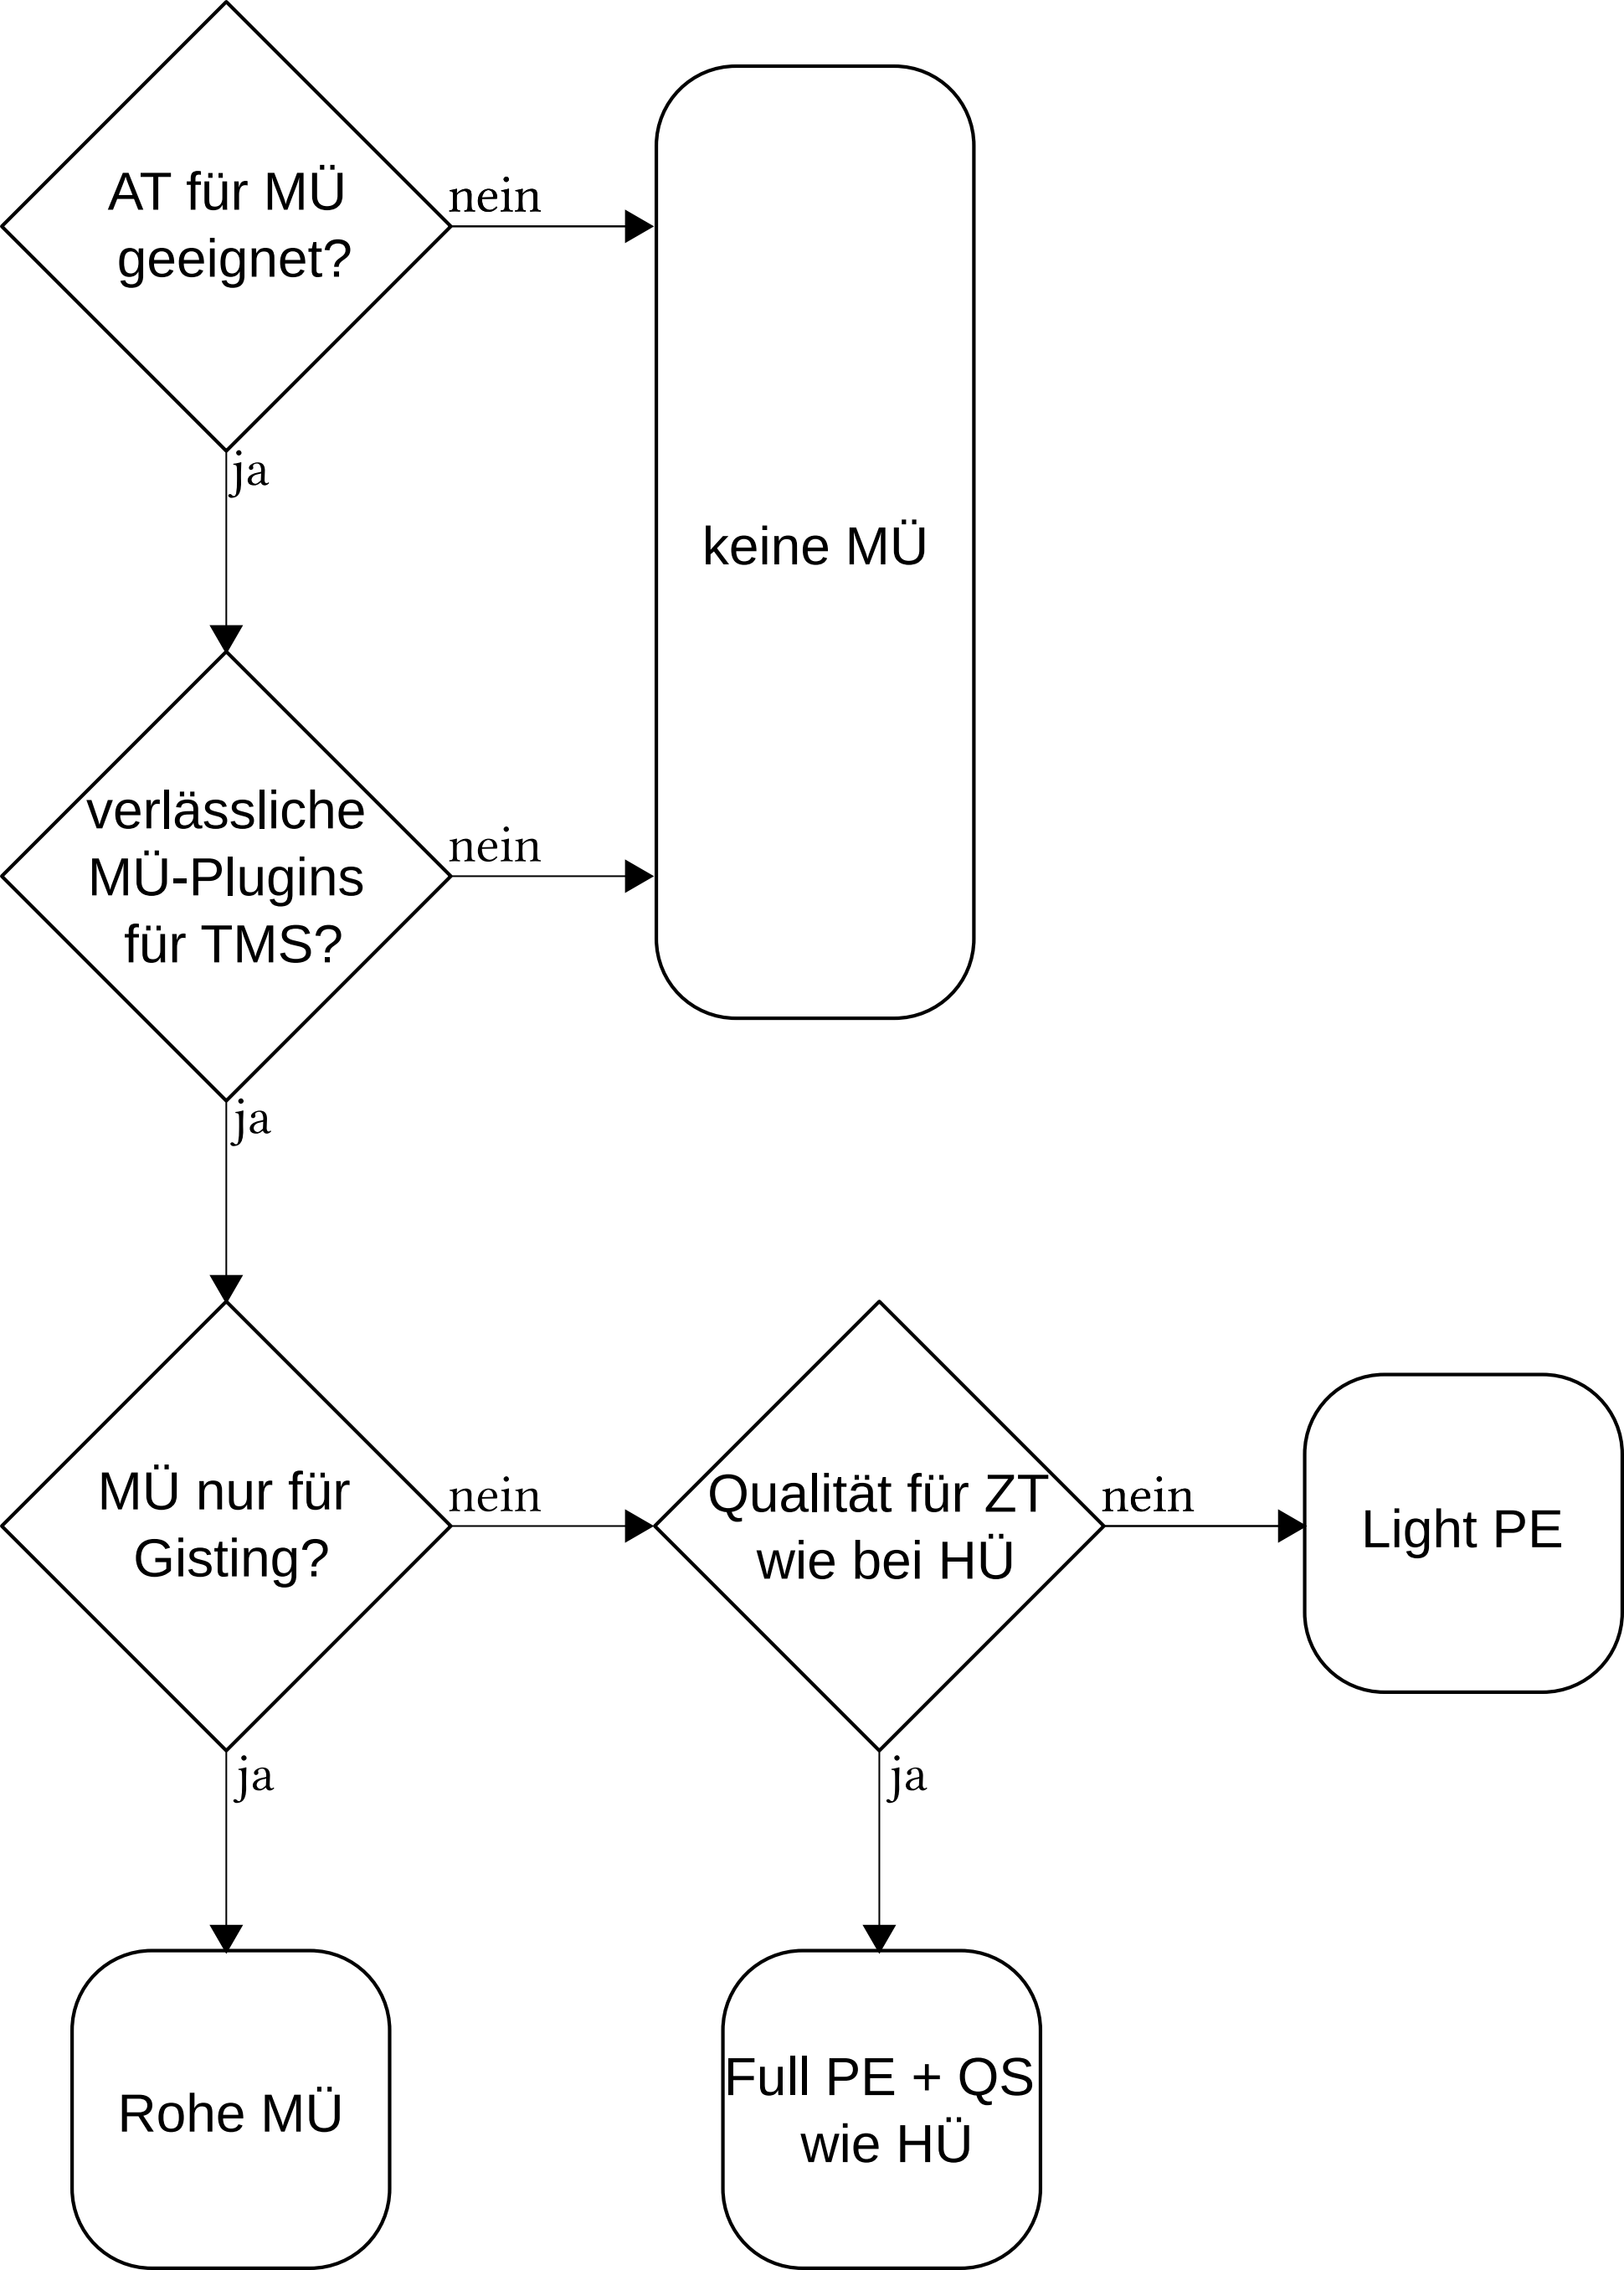 AT für MÜ
geeignet?
nein
keine MÜ
ja
verlässliche
MÜ-Plugins
für TMS?
nein
ja
MÜ nur für
Gisting?
nein
Qualität für ZT
wie bei HÜ
nein
Light PE
ja
ja
Rohe MÜ
Full PE + QS
wie HÜ